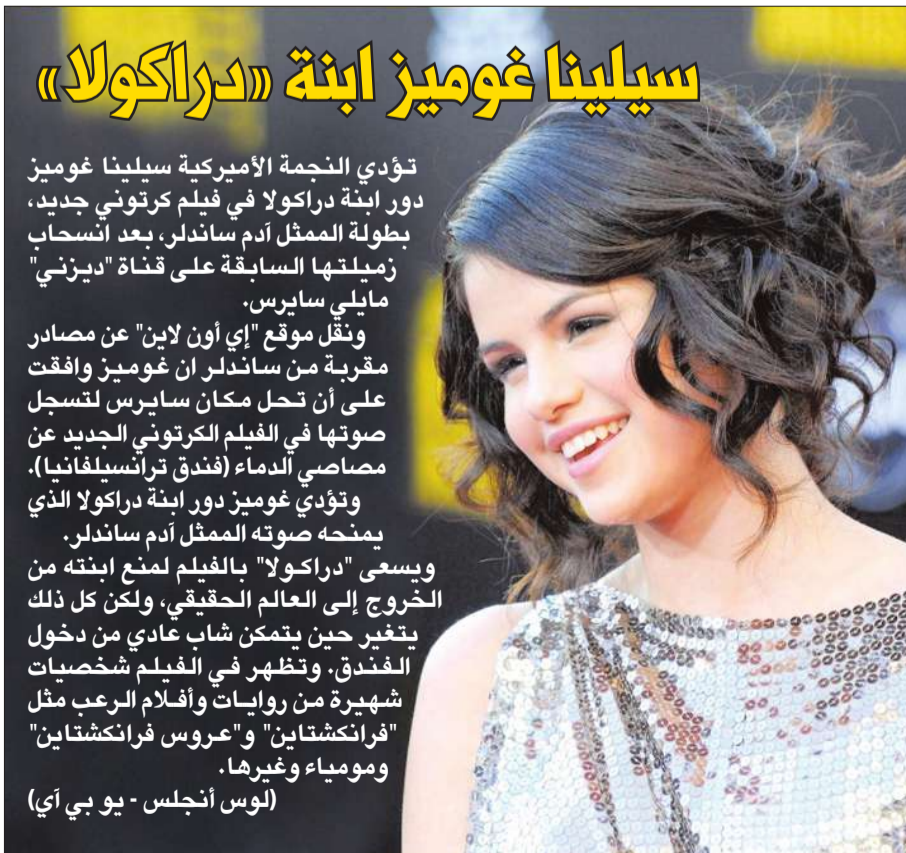 سيلينا غوميز ابنة «دراكولا»
تؤدي النجمة الأميركية سيلينا غوميز
دور ابنة دراكولا في فيلم كرتوني جديد،
بطولة الممثل آدم ساندلر، بعد انسحاب
زميلتها السابقة على قناة "ديزني"
مايلي سايرس.
ونقل موقع "إي أون لاين" عن مصادر
مقربة من ساندلر ان غوميز وافقت
على أن تحل مكان سايرس لتسجل
صوتها في الفيلم الكرتوني الجديد عن
مصاصي الدماء (فندق ترانسيلفانيا).
وتؤدي غوميز دور ابنة دراكولا الذي
يمنحه صوته الممثل آدم ساندلر.
ويسعى "دراكولا" بالفيلم لمنع ابنته من
الخروج إلى العالم الحقيقي، ولكن كل ذلك
يتغير حين يتمكن شاب عادي من دخول
الفندق. وتظهر في الفيلم شخصيات
شهيرة من روايات وأفلام الرعب مثل
"فرانكشتاين" و"عروس فرانكشتاين"
ومومياء وغيرها.
(لوس أنجلس - يو بي آي)